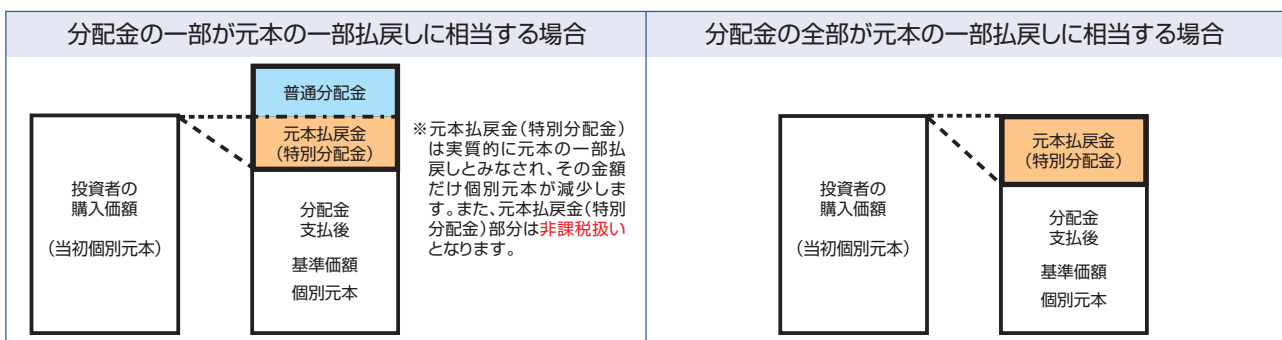 分配金の一部が元本の一部払戻しに相当する場合
普通分配金
元本払戻金
(特別分配金)
投資者の
購入価額
(当初個別元本)
分配金
支払後
基準価額
個別元本
※元本払戻金(特別分配金)
は実質的に元本の一部払
戻しとみなされ、その金額
だけ個別元本が減少しま
す。また、元本払戻金(特別
分配金)部分は非課税扱い
となります。
分配金の全部が元本の一部払戻しに相当する場合
元本払戻金
(特別分配金)
投資者の
購入価額
(当初個別元本)
分配金
支払後
基準価額
個別元本